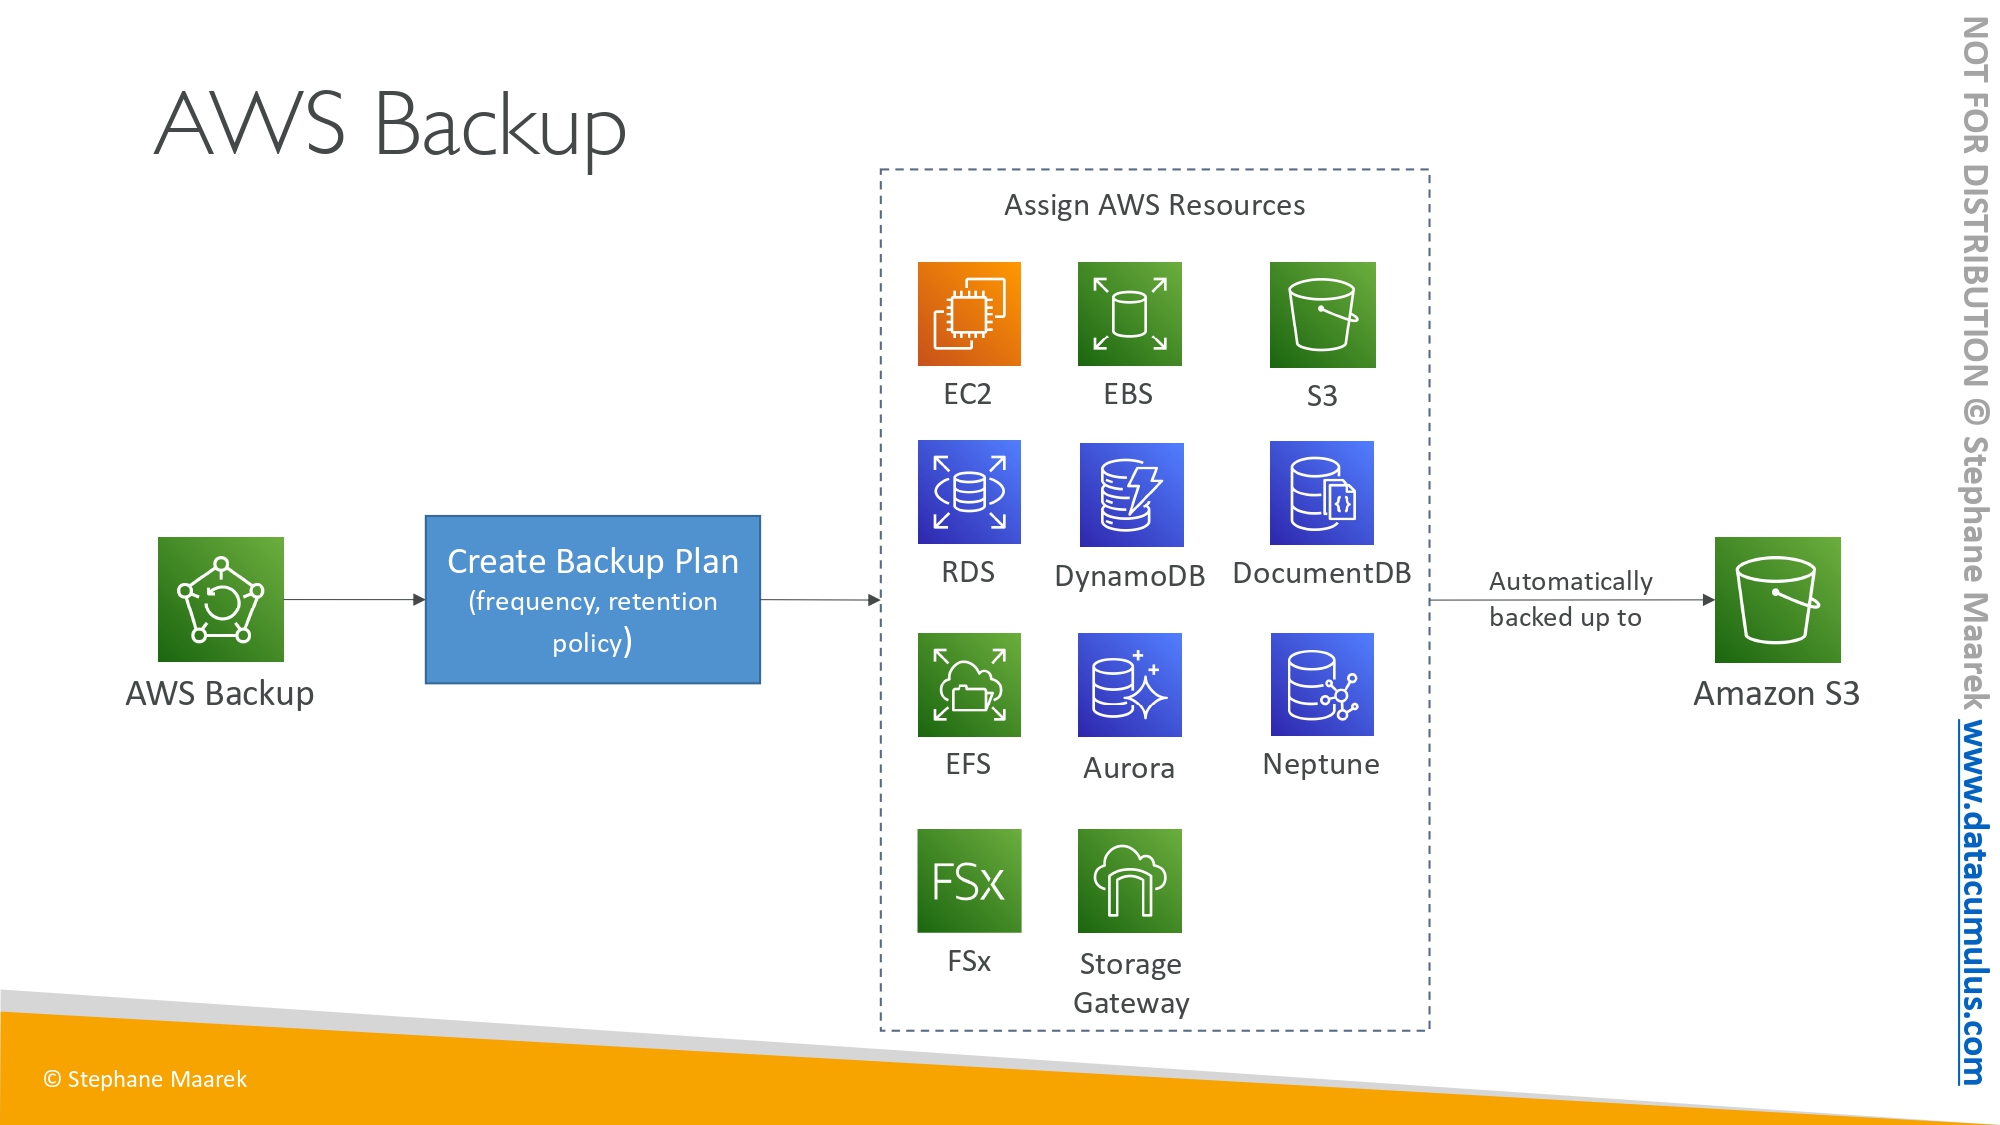 AWS Backup
Assign AWS Resources
EC2
EBS
S3
RDS
DynamoDB
DocumentDB
EFS
Aurora
Neptune
FSx
FSx
Storage
Gateway
AWS Backup
Create Backup Plan
(frequency, retention
policy)
Automatically
backed up to
Amazon S3
© Stephane Maarek
NOT FOR DISTRIBUTION © Stephane Maarek www.datacumulus.com